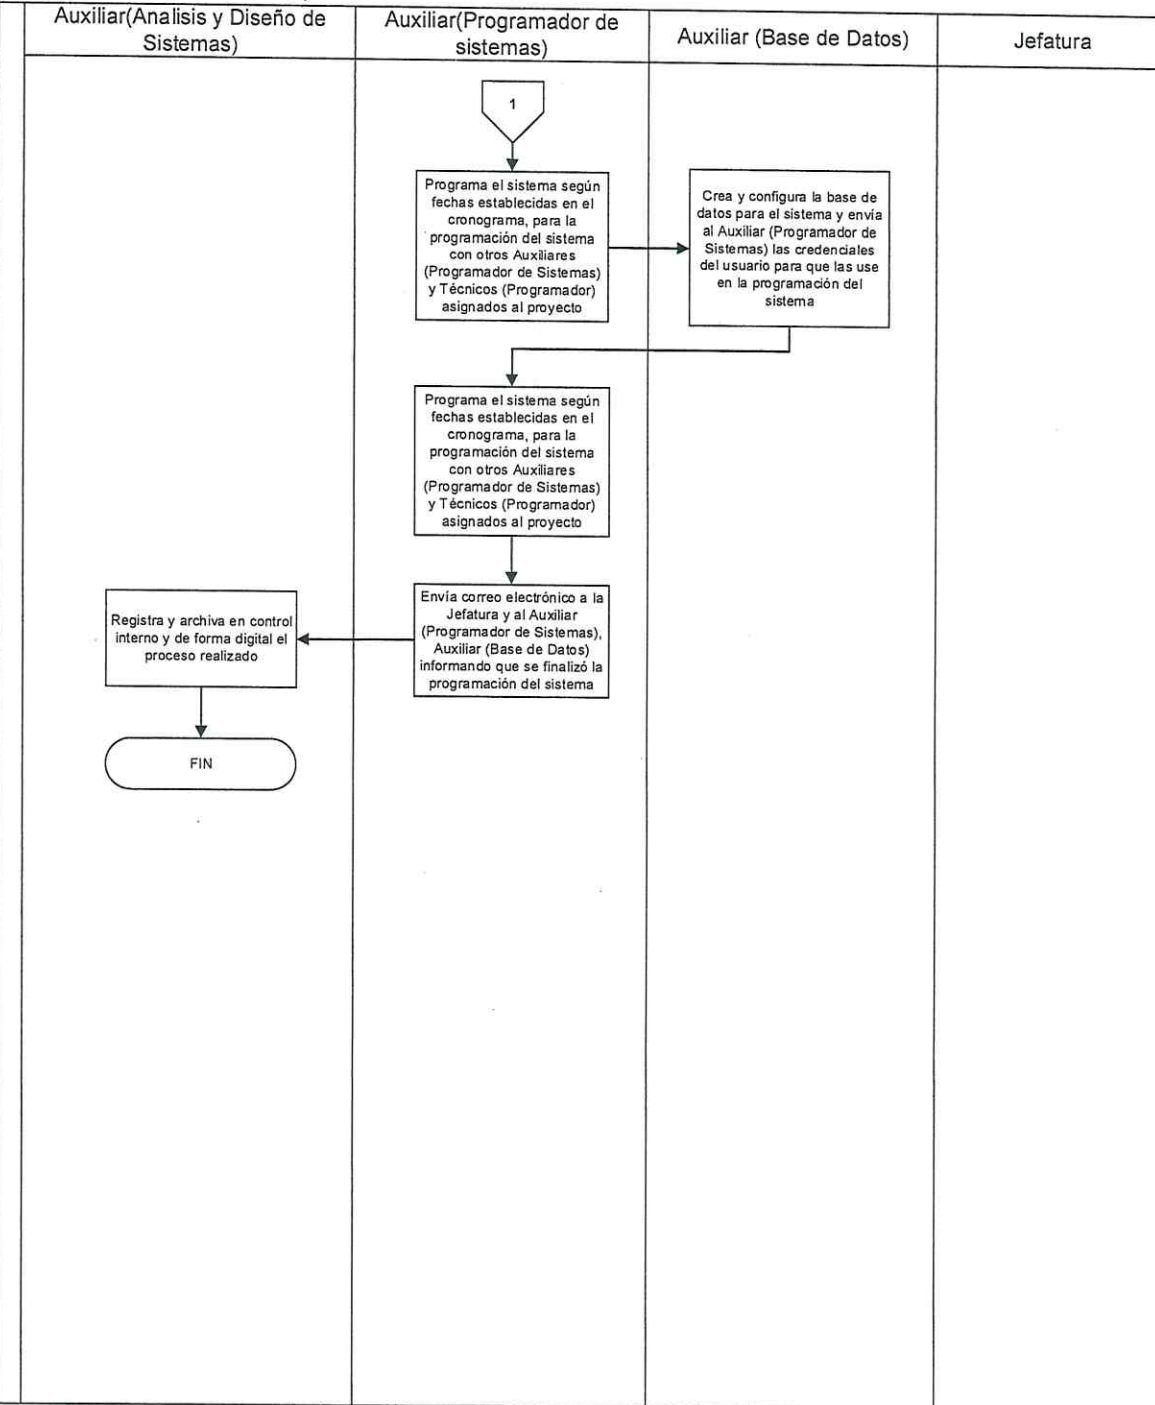 Auxiliar(Analisis y Diseño de
Sistemas)
Auxiliar(Programador de
sistemas)
Auxiliar (Base de Datos)
Jefatura
1
Programa el sistema según
fechas establecidas en el
cronograma, para la
programación del sistema
con otros Auxiliares
(Programador de Sistemas)
y Técnicos (Programador)
asignados al proyecto
Crea y configura la base de
datos para el sistema y envía
al Auxiliar (Programador de
Sistemas) las credenciales
del usuario para que las use
en la programación del
sistema
Programa el sistema según
fechas establecidas en el
cronograma, para la
programación del sistema
con otros Auxiliares
(Programador de Sistemas)
y Técnicos (Programador)
asignados al proyecto
Envía correo electrónico a la
Jefatura y al Auxiliar
(Programador de Sistemas),
Auxiliar (Base de Datos)
informando que se finalizó la
programación del sistema
Registra y archiva en control
interno y de forma digital el
proceso realizado
FIN